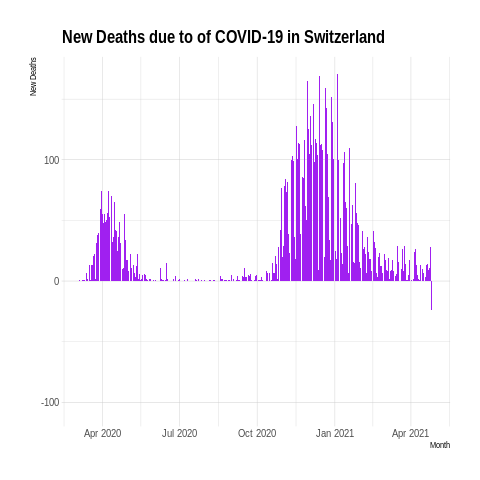 New Deaths due to of COVID-19 in Switzerland
New Deaths
100
0
-100
Apr 2020
Jul 2020
Oct 2020
Jan 2021
Apr 2021
Month